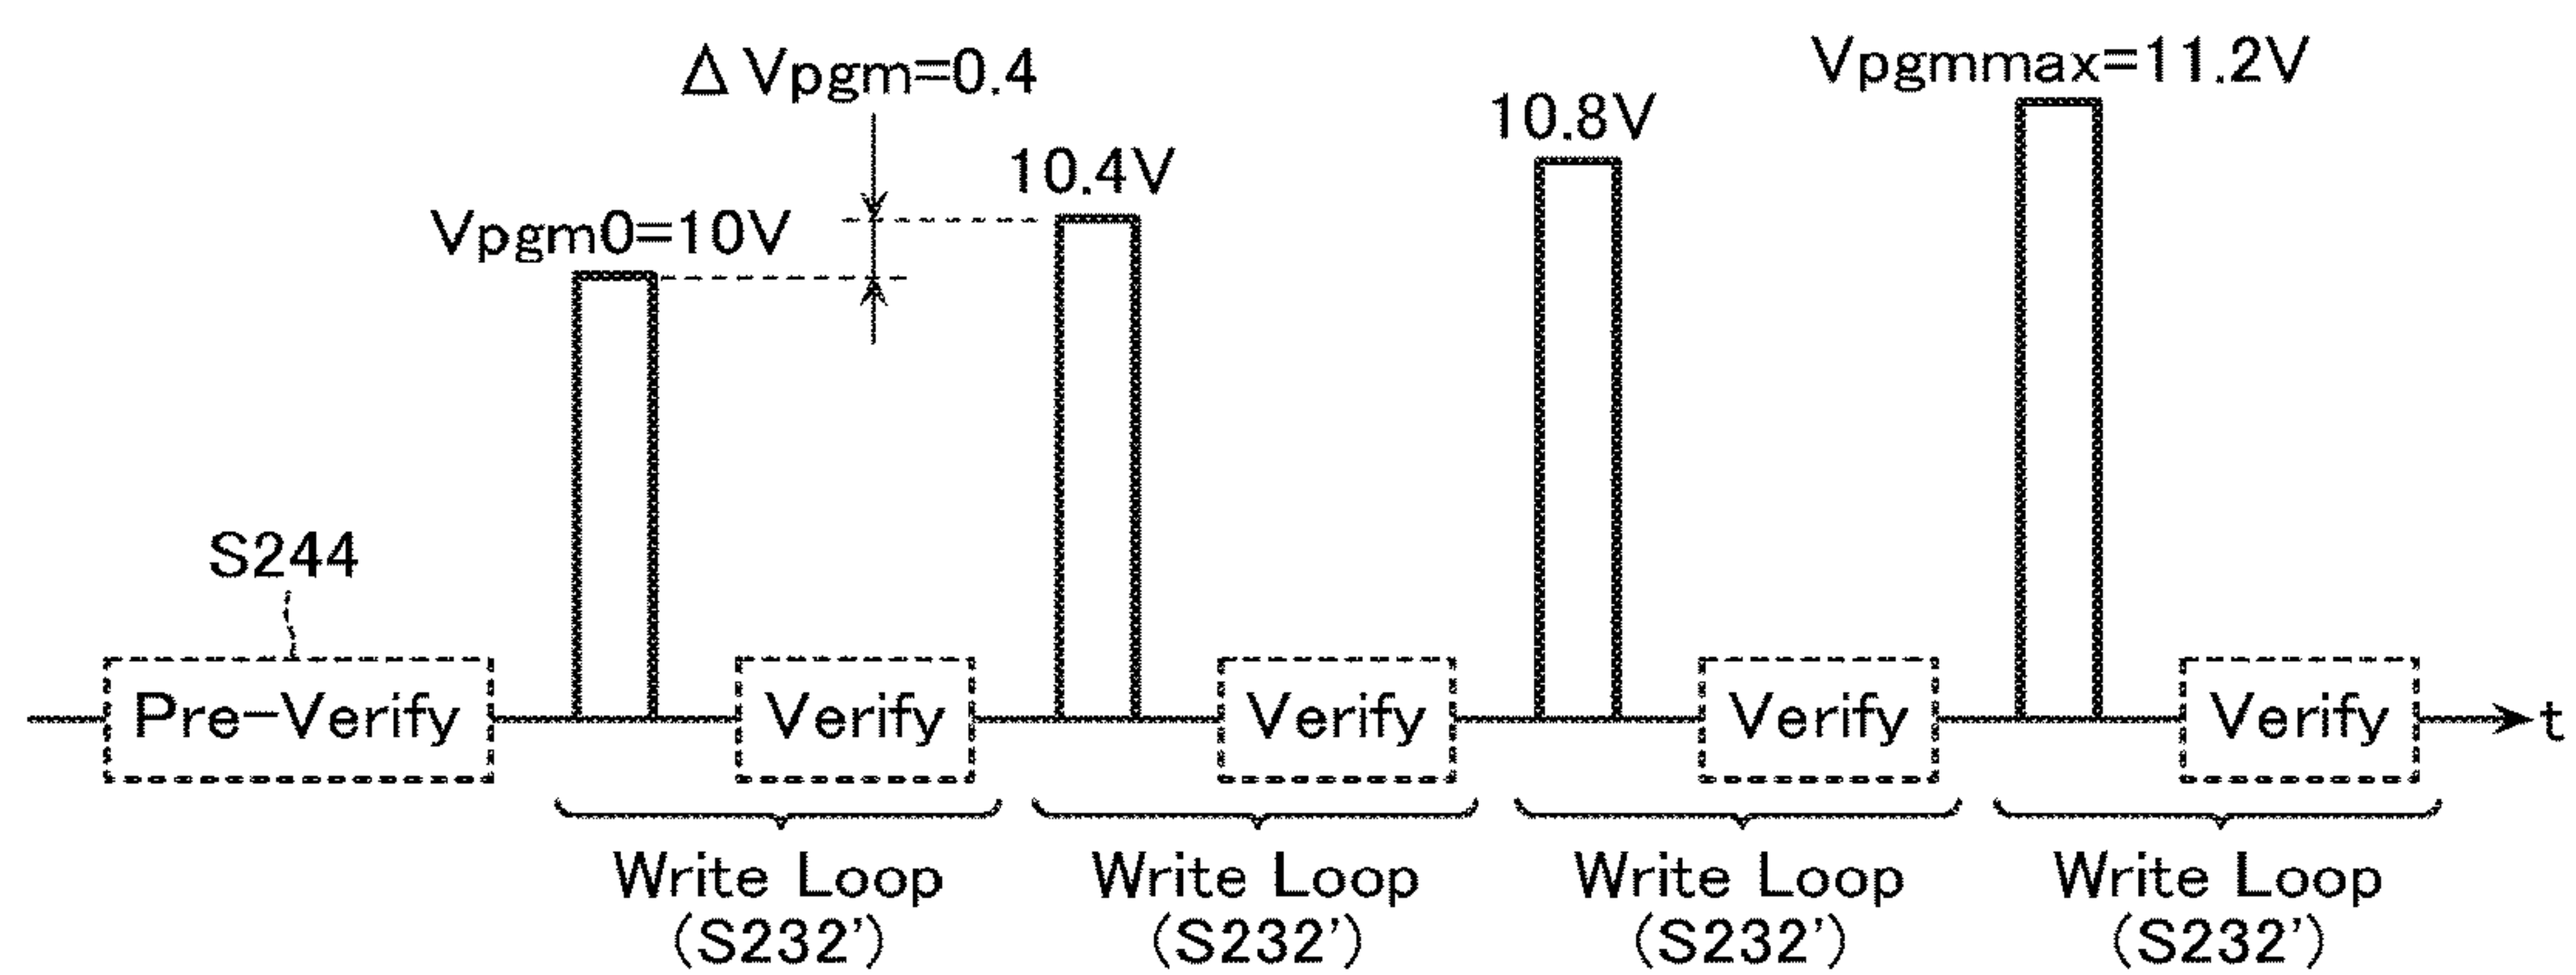 Δ Vpgm=0.4
Vpgmmax=11.2V
10.8V
10.4V
Vpgm0=10V
S244
Pre-Verify
Verify
Verify
Verify
Verify
t
Write Loop
(S232')
Write Loop
(S232')
Write Loop
(S232')
Write Loop
(S232')